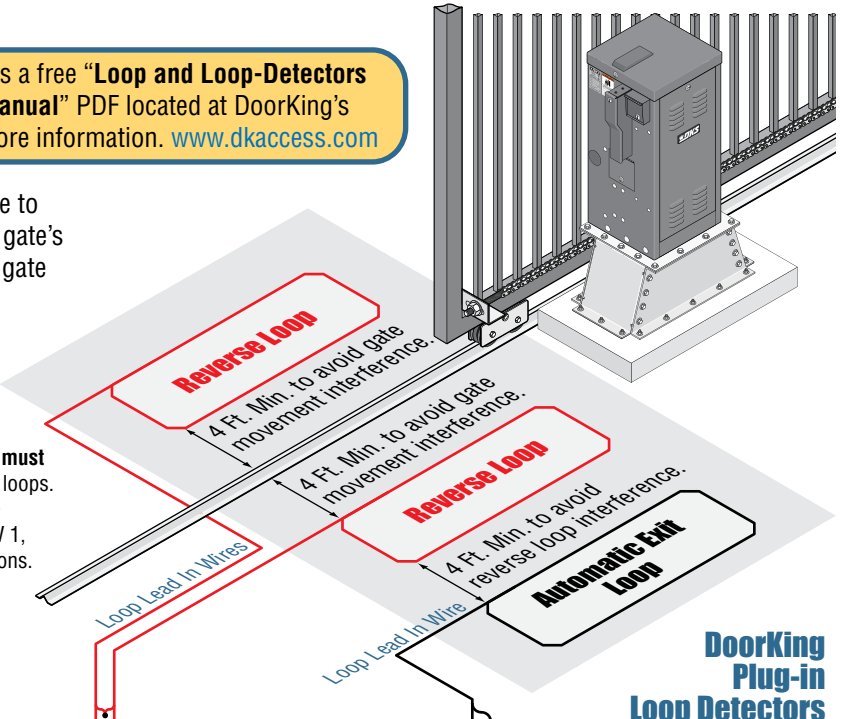 s a free “Loop and Loop-Detectors
anual” PDF located at DoorKing's
ore information. www.dkaccess.com
e to
gate's
gate
DKS
Reverse Loop
4 Ft. Min. to avoid gate
movement interference.
must
loops.
/ 1,
ons.
4 Ft. Min. to avoid gate
movement interference.
Reverse Loop
4 Ft. Min. to avoid
reverse loop interference.
Automatic Exit
Loop
Loop Lead In Wires
Loop Lead In Wire
DoorKing
Plug-in
Loop Detectors